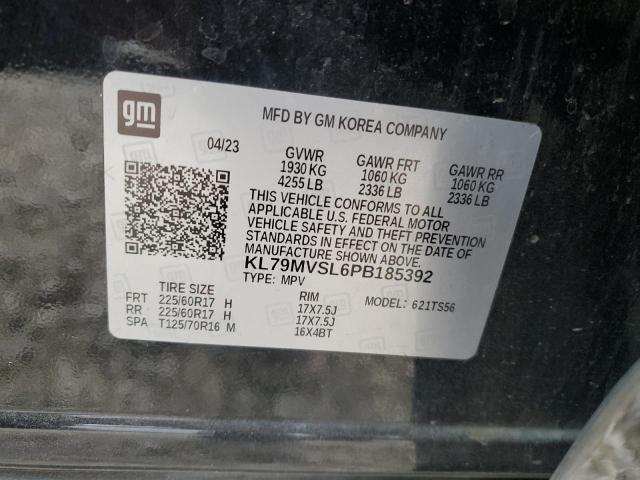 gm
MFD BY GM KOREA COMPANY
04/23
GVWR GAWR FRT GAWR RR
1930 KG 1060 KG 1060 KG
4255 LB 2336 LB 2336 LB
THIS VEHICLE CONFORMS TO ALL
APPLICABLE U.S. FEDERAL MOTOR
VEHICLE SAFETY AND THEFT PREVENTION
STANDARDS IN EFFECT ON THE DATE OF
MANUFACTURE SHOWN ABOVE.
KL79MVSL6PB185392
TYPE: MPV
TIRE SIZE RIM MODEL: 621TS56
FRT 225/60R17 H 17X7.5J
RR 225/60R17 H 17X7.5J
SPA T125/70R16 M 16X4BT